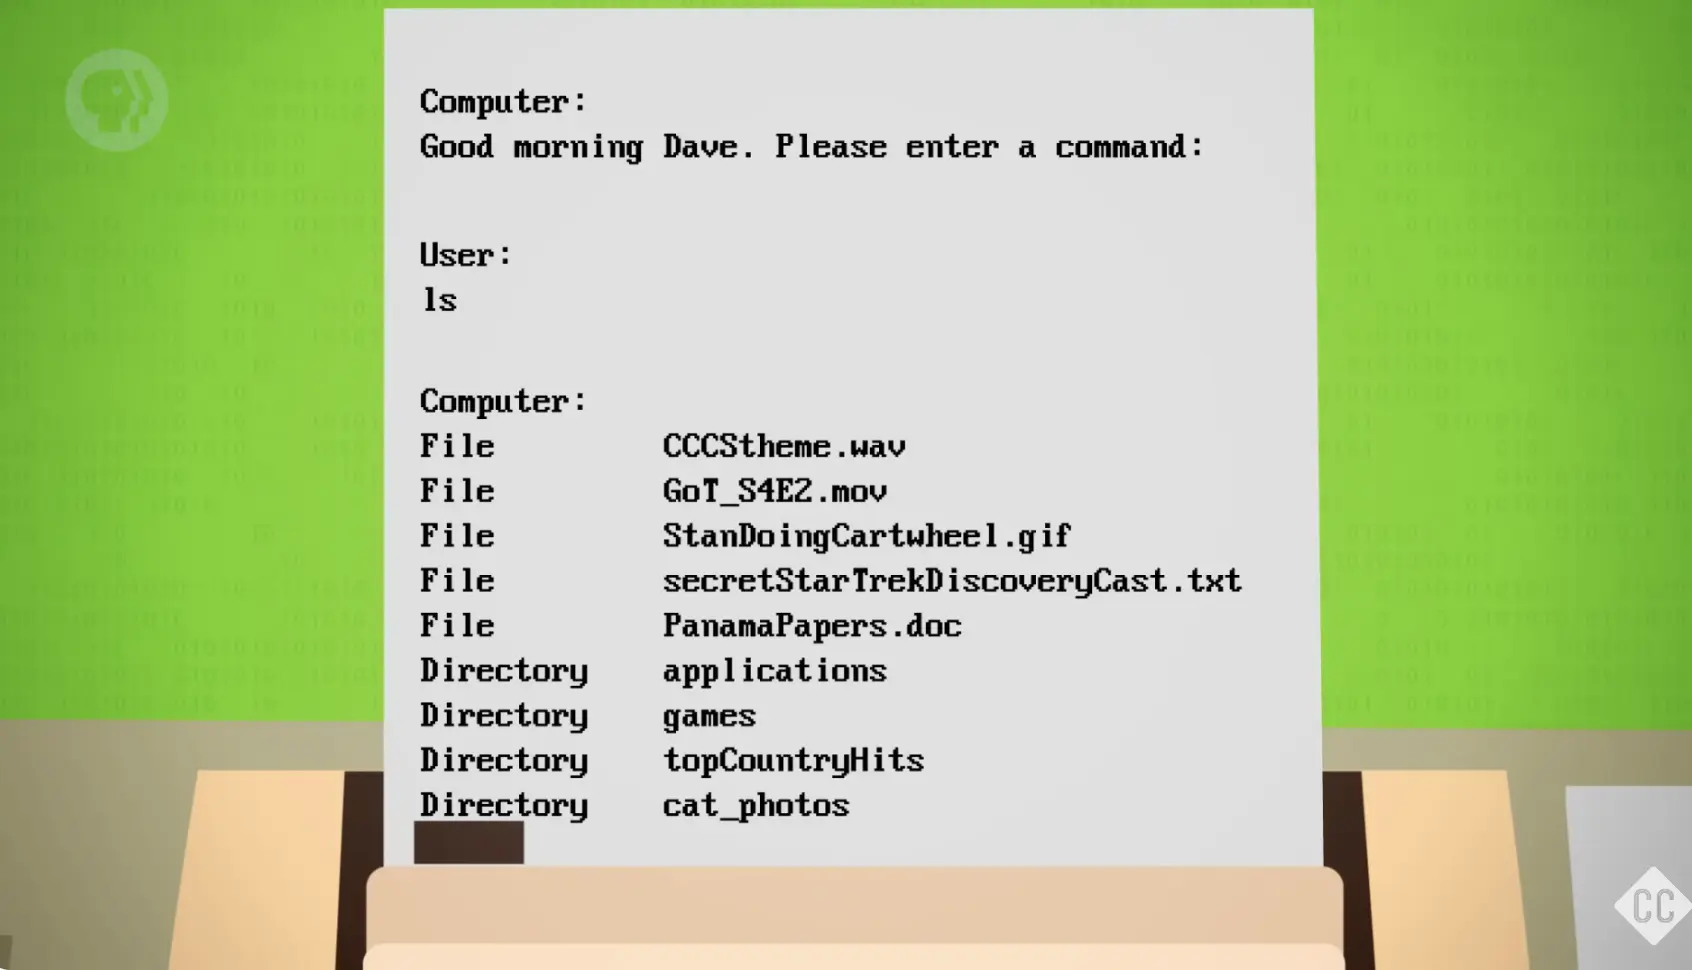 Computer:
Good morning Dave. Please enter a command:
User:
ls
Computer:
File CCCStheme.wav
File GoT_S4E2.mov
File StanDoingCartwheel.gif
File secretStarTrekDiscoveryCast.txt
File PanamaPapers.doc
Directory applications
Directory games
Directory topCountryHits
Directory cat_photos
CC